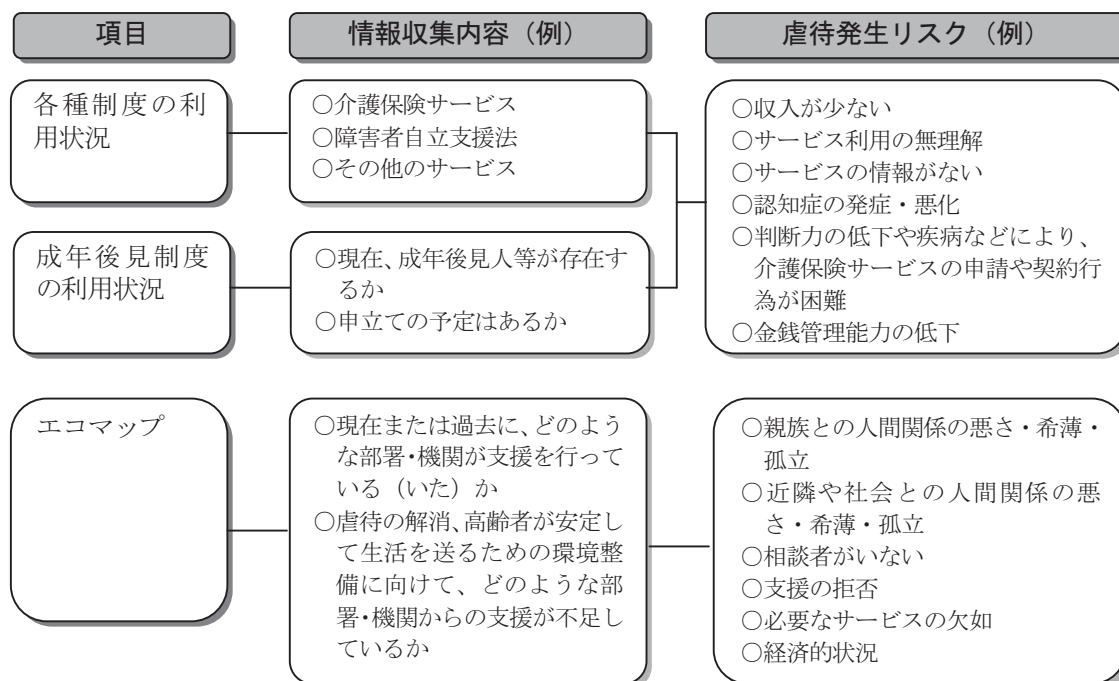 項目
情報収集内容（例）
虐待発生リスク（例）
各種制度の利
用状況
○介護保険サービス
○障害者自立支援法
○その他のサービス
○収入が少ない
○サービス利用の無理解
○サービスの情報がない
○認知症の発症・悪化
○判断力の低下や疾病などにより、
介護保険サービスの申請や契約行
為が困難
○金銭管理能力の低下
成年後見制度
の利用状況
○現在、成年後見人等が存在す
るか
○申立ての予定はあるか
エコマップ
○現在または過去に、どのよう
な部署・機関が支援を行って
いる（いた）か
○虐待の解消、高齢者が安定し
て生活を送るための環境整
備に向けて、どのような部
署・機関からの支援が不足し
ているか
○親族との人間関係の悪さ・希薄・
孤立
○近隣や社会との人間関係の悪
さ・希薄・孤立
○相談者がいない
○支援の拒否
○必要なサービスの欠如
○経済的状況